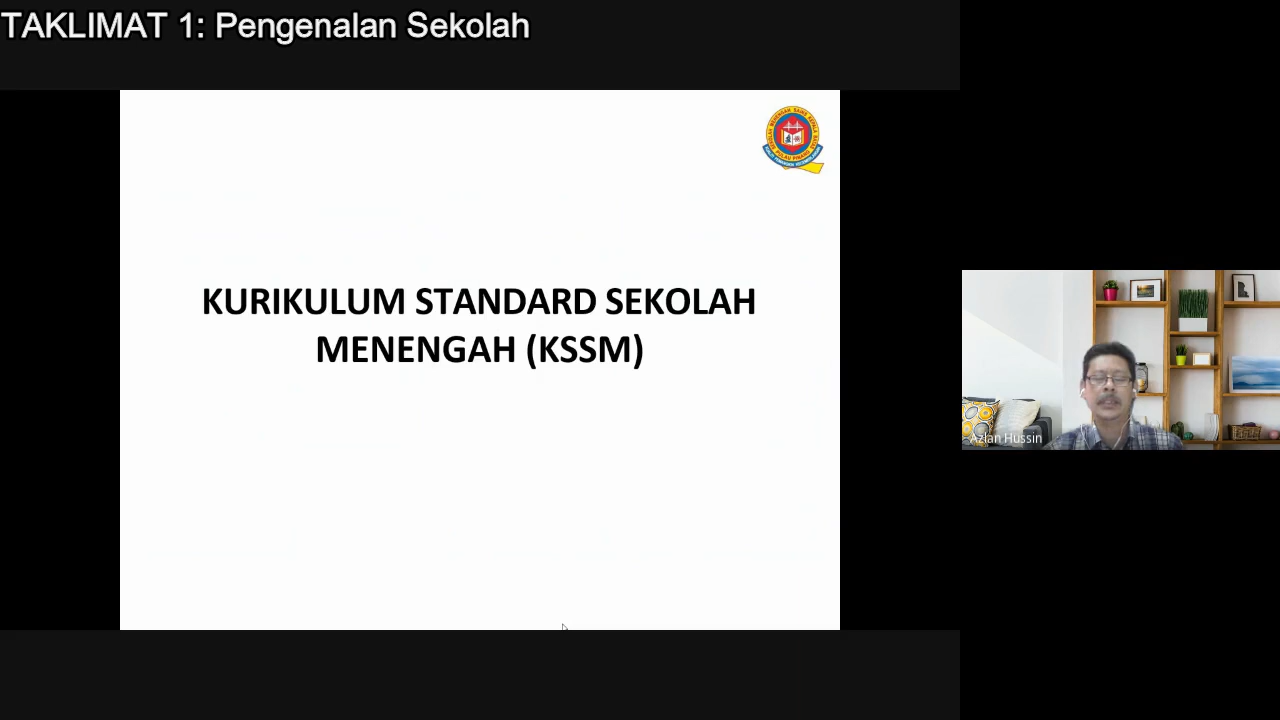 TAKLIMAT 1: Pengenalan Sekolah
KURIKULUM STANDARD SEKOLAH
MENENGAH (KSSM)
Azlan Hussin